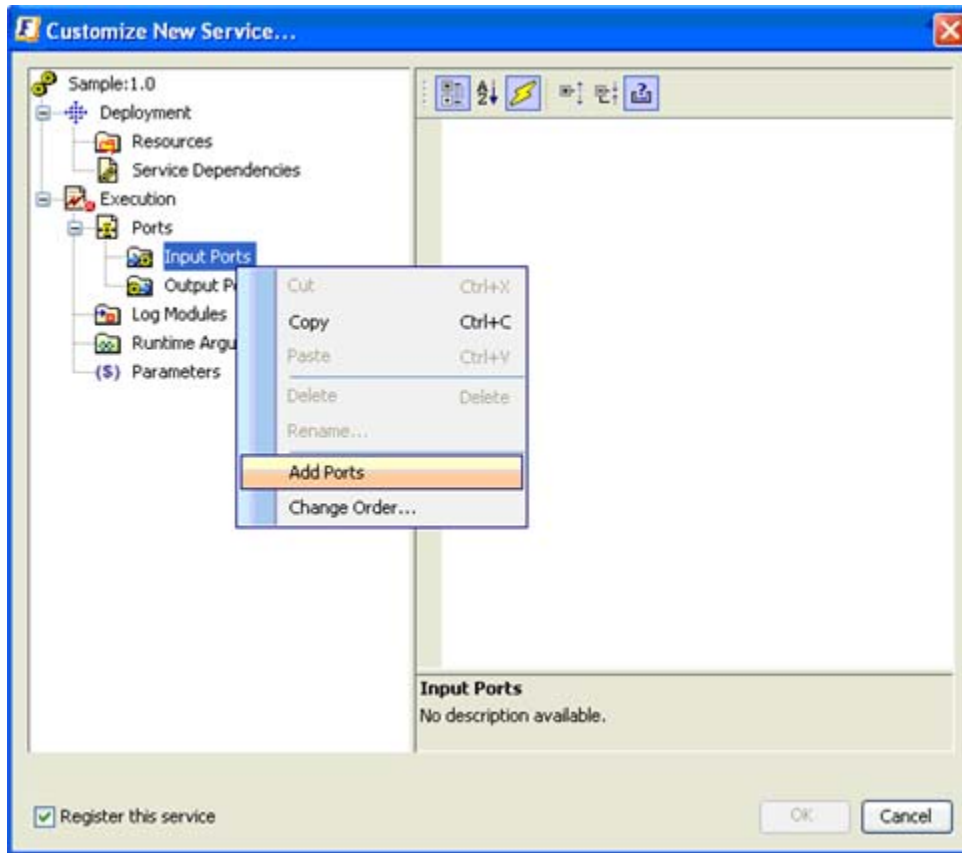 Customize New Service...
Sample:1.0
Deployment
Resources
Service Dependencies
Execution
Ports
Input Ports
Output P
Log Modules
Runtime Argu
($) Parameters
Cut Ctrl+X
Copy Ctrl+C
Paste Ctrl+V
Delete Delete
Rename...
Add Ports
Change Order...
Input Ports
No description available.
Register this service
OK
Cancel